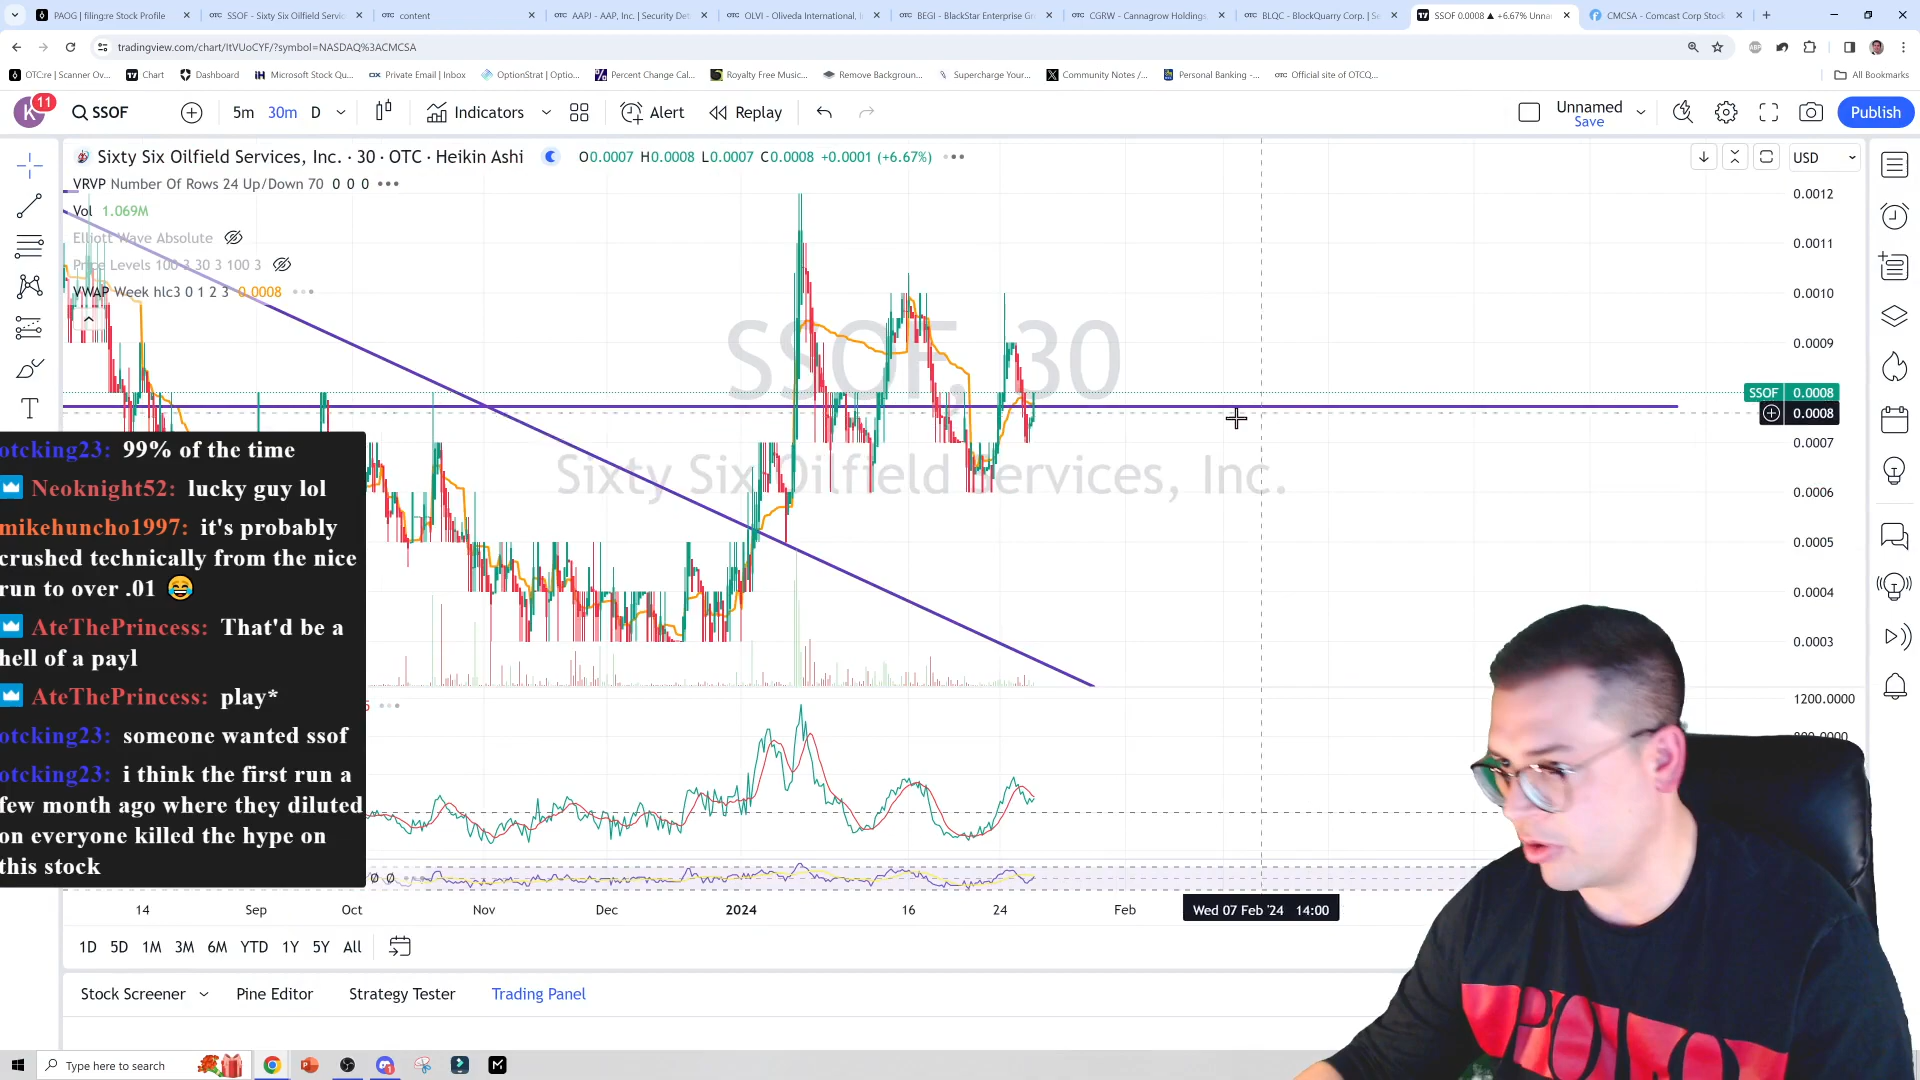 PAOG | filing:re Stock Profile
SSOF - Sixty Six Oilfield Servic
content
AAPJ - AAP, Inc. | Security Det
OLVI - Oliveda International, I
BEGI - BlackStar Enterprise Gr
CGRW - Cannagrow Holdings,
BLQC - BlockQuarry Corp. | Se
SSOF 0.0008 ▲ +6.67% Unna
CMCSA - Comcast Corp Stock
tradingview.com/chart/ItVUoCYF/?symbol=NASDAQ%3ACMCSA
OTC:re | Scanner Ov...
Chart
Dashboard
Microsoft Stock Qu...
Private Email | Inbox
OptionStrat | Optio...
Percent Change Cal...
Royalty Free Music...
Remove Backgroun...
Supercharge Your...
Community Notes /...
Personal Banking -...
Official site of OTCQ...
All Bookmarks
K 11
SSOF
5m 30m D
Indicators
Alert
Replay
Unnamed
Save
Publish
Sixty Six Oilfield Services, Inc. · 30 · OTC · Heikin Ashi
O0.0007 H0.0008 L0.0007 C0.0008 +0.0001 (+6.67%)
USD
VRVP Number Of Rows 24 Up/Down 70 0 0 0
Vol 1.069M
Elliott Wave Absolute
Price Levels 100 3 30 3 100 3
VWAP Week hlc3 0 1 2 3 0.0008
SSOF, 30
Sixty Six Oilfield Services, Inc.
0.0012
0.0011
0.0010
0.0009
SSOF 0.0008
0.0008
0.0007
0.0006
0.0005
0.0004
0.0003
1200.0000
otcking23: 99% of the time
Neoknight52: lucky guy lol
mikehuncho1997: it's probably
crushed technically from the nice
run to over .01 😂
AteThePrincess: That'd be a
hell of a payl
AteThePrincess: play*
otcking23: someone wanted ssof
otcking23: i think the first run a
few month ago where they diluted
on everyone killed the hype on
this stock
0 0
14 Sep Oct Nov Dec 2024 16 24 Feb
Wed 07 Feb '24 14:00
1D 5D 1M 3M 6M YTD 1Y 5Y All
Stock Screener
Pine Editor
Strategy Tester
Trading Panel
Type here to search